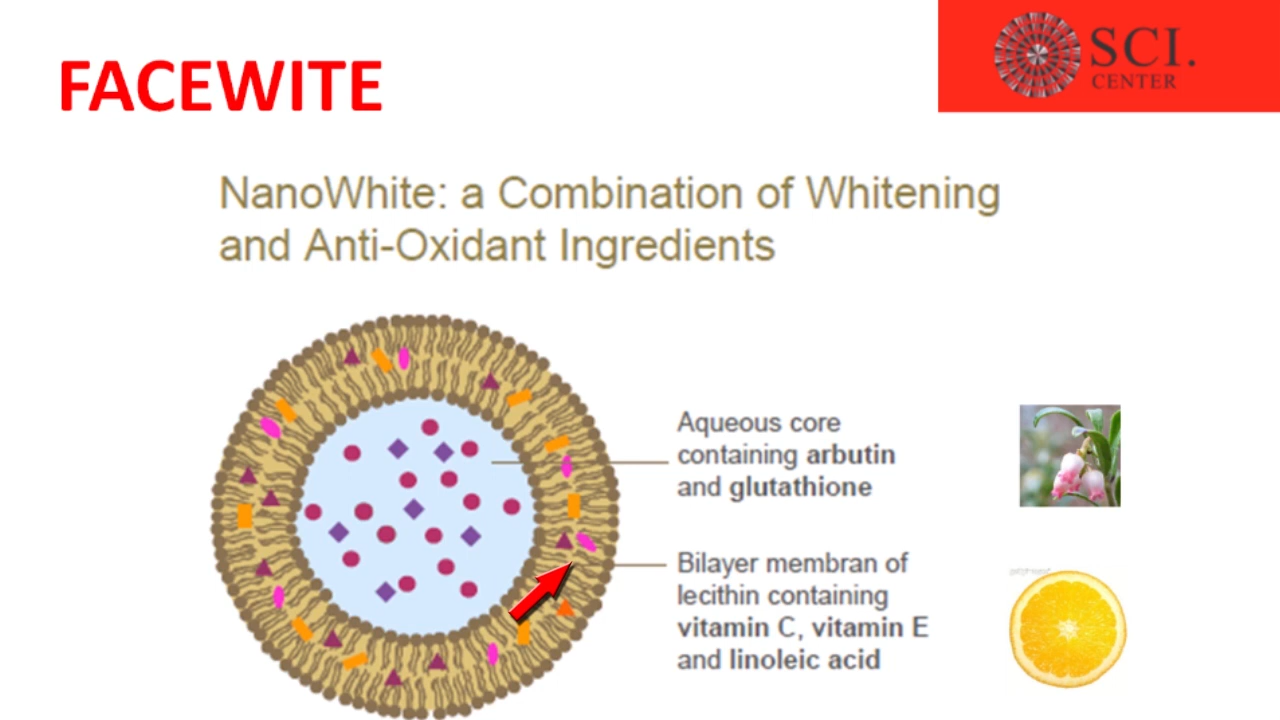 FACEWITE
SCI.
CENTER
NanoWhite: a Combination of Whitening
and Anti-Oxidant Ingredients
Aqueous core
containing arbutin
and glutathione
Bilayer membran of
lecithin containing
vitamin C, vitamin E
and linoleic acid